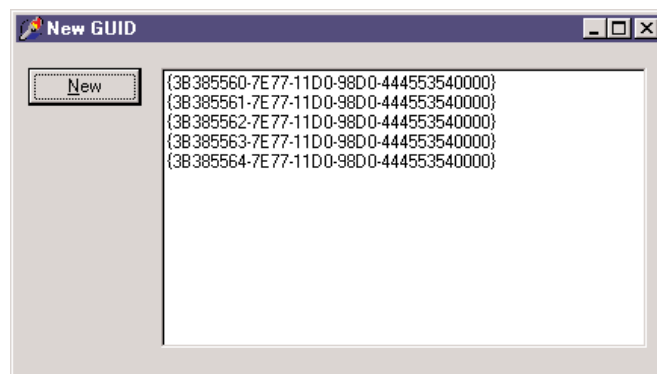 New GUID
New
{3B385560-7E77-11D0-98D0-444553540000}
{3B385561-7E77-11D0-98D0-444553540000}
{3B385562-7E77-11D0-98D0-444553540000}
{3B385563-7E77-11D0-98D0-444553540000}
{3B385564-7E77-11D0-98D0-444553540000}